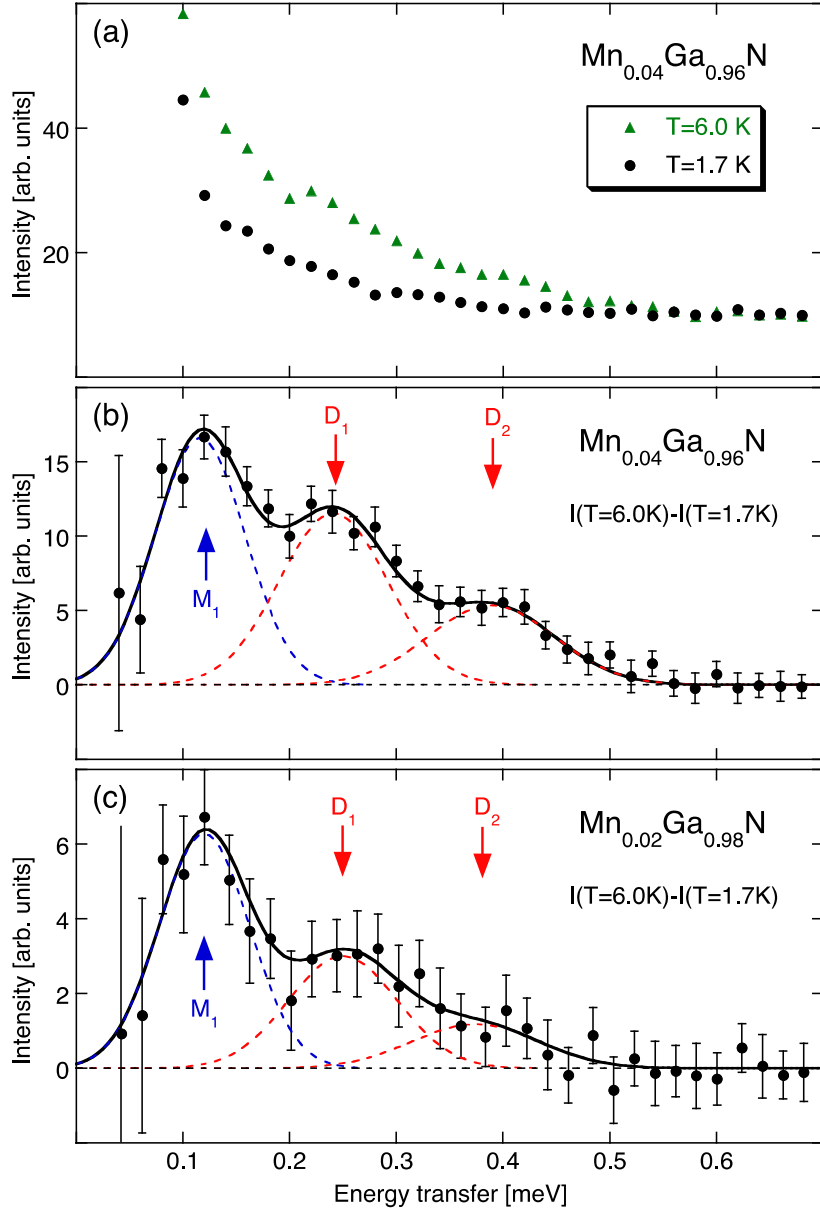 (a)
Mn0.04Ga0.96N
T=6.0 K
T=1.7 K
Intensity [arb. units]
40
20
(b)
D1
D2
Mn0.04Ga0.96N
I(T=6.0K)-I(T=1.7K)
M1
Intensity [arb. units]
15
10
5
0
(c)
D1
D2
Mn0.02Ga0.98N
I(T=6.0K)-I(T=1.7K)
M1
Intensity [arb. units]
6
4
2
0
0.1 0.2 0.3 0.4 0.5 0.6
Energy transfer [meV]